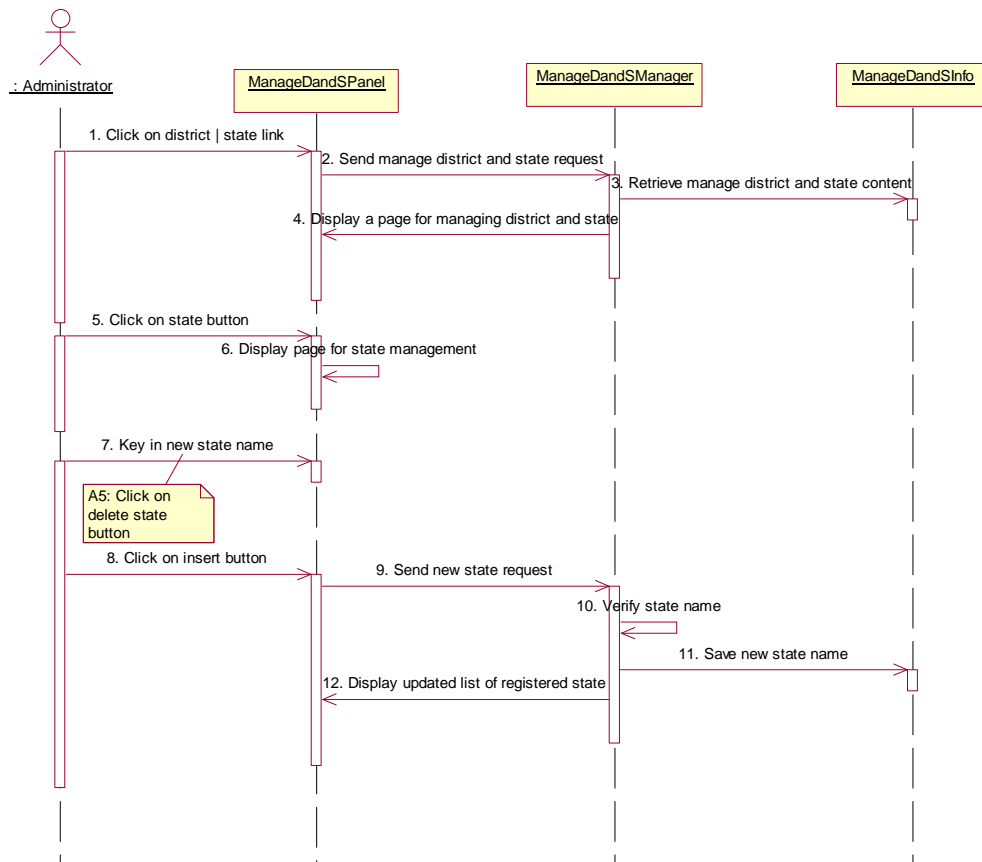 : Administrator
ManageDandSPanel
ManageDandSManager
ManageDandSInfo
1. Click on district | state link
2. Send manage district and state request
3. Retrieve manage district and state content
4. Display a page for managing district and state
5. Click on state button
6. Display page for state management
7. Key in new state name
A5: Click on
delete state
button
8. Click on insert button
9. Send new state request
10. Verify state name
11. Save new state name
12. Display updated list of registered state